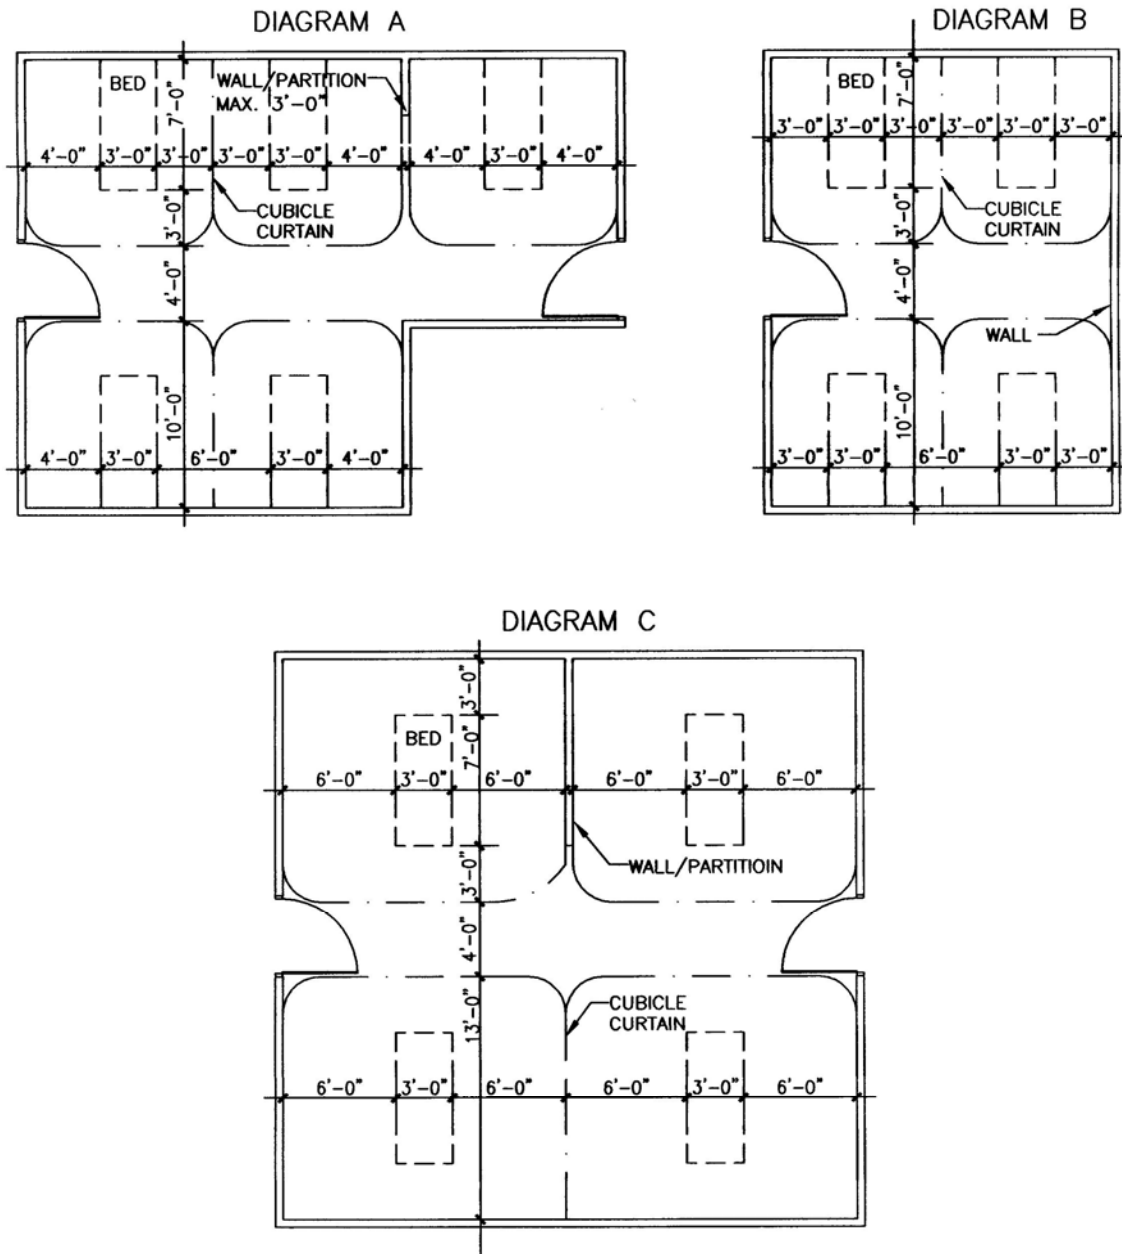 DIAGRAM A
BED
WALL/PARTITION
MAX. 3'-0"
7'-0"
4'-0" 3'-0" 3'-0" 3'-0" 3'-0" 4'-0" 4'-0" 3'-0" 4'-0"
CUBICLE
CURTAIN
3'-0"
4'-0"
10'-0"
4'-0" 3'-0" 6'-0" 3'-0" 4'-0"
DIAGRAM B
BED
7'-0"
3'-0" 3'-0" 3'-0" 3'-0" 3'-0" 3'-0"
CUBICLE
CURTAIN
3'-0"
4'-0"
WALL
10'-0"
3'-0" 3'-0" 6'-0" 3'-0" 3'-0"
DIAGRAM C
3'-0"
BED
7'-0"
6'-0" 3'-0" 6'-0" 6'-0" 3'-0" 6'-0"
WALL/PARTITIOIN
3'-0"
4'-0"
CUBICLE
CURTAIN
13'-0"
6'-0" 3'-0" 6'-0" 6'-0" 3'-0" 6'-0"